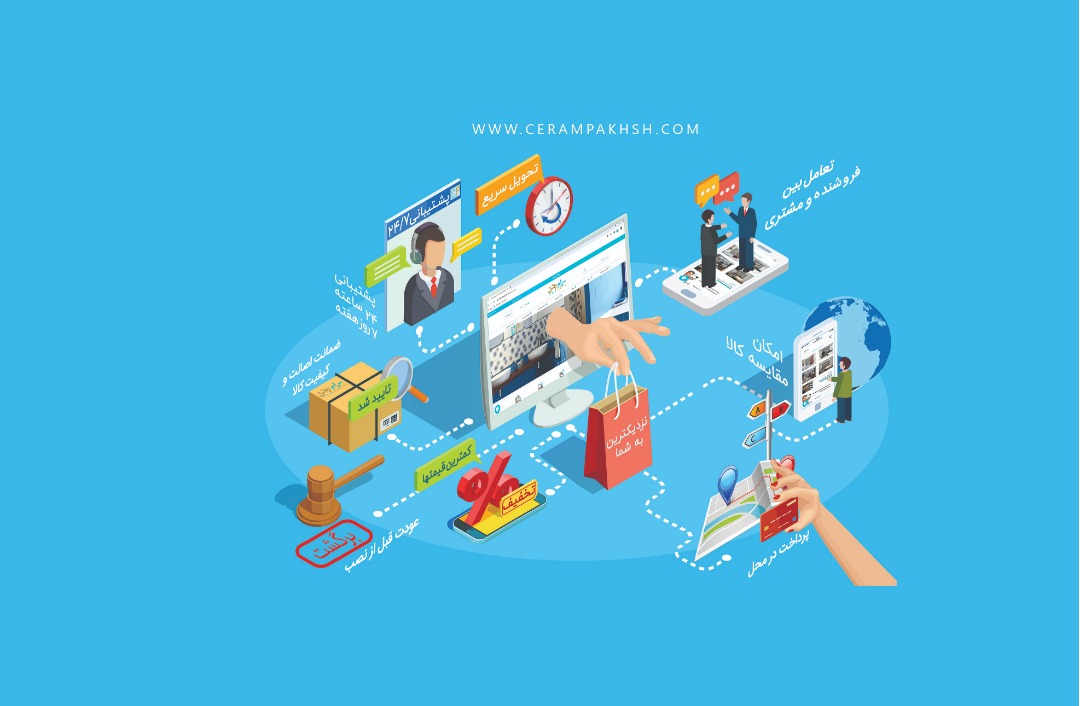 WWW.CERAMPAKHSH.COM
تحویل سریع
پشتیبانی ۲۴/۷
تعامل بین
فروشنده و مشتری
پشتیبانی
۲۴ ساعته
۷ روز هفته
امکان
مقایسه کالا
ضمانت اصالت و
کیفیت کالا
تایید شد
A
B
C
نزدیکترین
به شما
کمترین قیمتها
تخفیف
برگشت
عودت قبل از نصب
پرداخت در محل